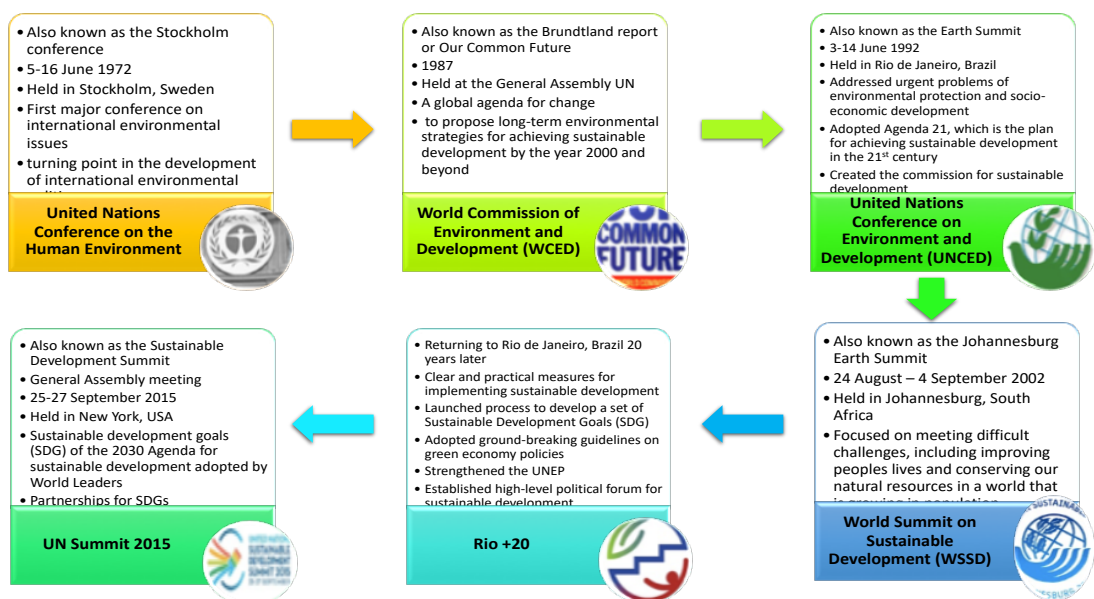 • Also known as the Stockholm
conference
• 5-16 June 1972
• Held in Stockholm, Sweden
• First major conference on
international environmental
issues
• turning point in the development
of international environmental
United Nations
Conference on the
Human Environment
• Also known as the Brundtland report
or Our Common Future
• 1987
• Held at the General Assembly UN
• A global agenda for change
• to propose long-term environmental
strategies for achieving sustainable
development by the year 2000 and
beyond
World Commission of
Environment and
Development (WCED)
COMMON
FUTURE
• Also known as the Earth Summit
• 3-14 June 1992
• Held in Rio de Janeiro, Brazil
• Addressed urgent problems of
environmental protection and socio-
economic development
• Adopted Agenda 21, which is the plan
for achieving sustainable development
in the 21st century
• Created the commission for sustainable
development
United Nations
Conference on
Environment and
Development (UNCED)
• Also known as the Johannesburg
Earth Summit
• 24 August – 4 September 2002
• Held in Johannesburg, South
Africa
• Focused on meeting difficult
challenges, including improving
peoples lives and conserving our
natural resources in a world that
is growing in population
World Summit on
Sustainable
Development (WSSD)
• Returning to Rio de Janeiro, Brazil 20
years later
• Clear and practical measures for
implementing sustainable development
• Launched process to develop a set of
Sustainable Development Goals (SDG)
• Adopted ground-breaking guidelines on
green economy policies
• Strengthened the UNEP
• Established high-level political forum for
sustainable development
Rio +20
• Also known as the Sustainable
Development Summit
• General Assembly meeting
• 25-27 September 2015
• Held in New York, USA
• Sustainable development goals
(SDG) of the 2030 Agenda for
sustainable development adopted by
World Leaders
• Partnerships for SDGs
UN Summit 2015
SUSTAINABLE
DEVELOPMENT
SUMMIT 2015